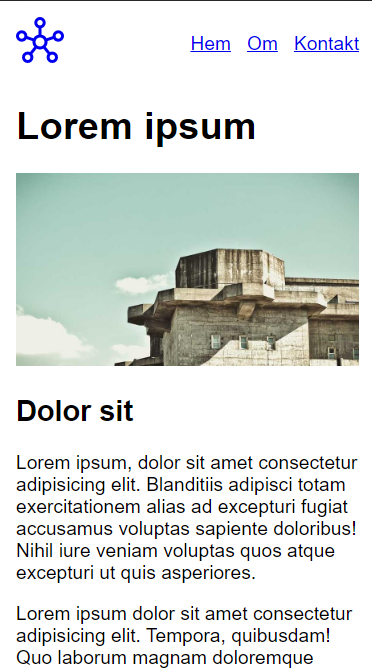 Hem Om Kontakt
Lorem ipsum
Dolor sit
Lorem ipsum, dolor sit amet consectetur
adipisicing elit. Blanditiis adipisci totam
exercitationem alias ad excepturi fugiat
accusamus voluptas sapiente doloribus!
Nihil iure veniam voluptas quos atque
excepturi ut quis asperiores.
Lorem ipsum dolor sit amet consectetur
adipisicing elit. Tempora, quibusdam!
Quo laborum magnam doloremque